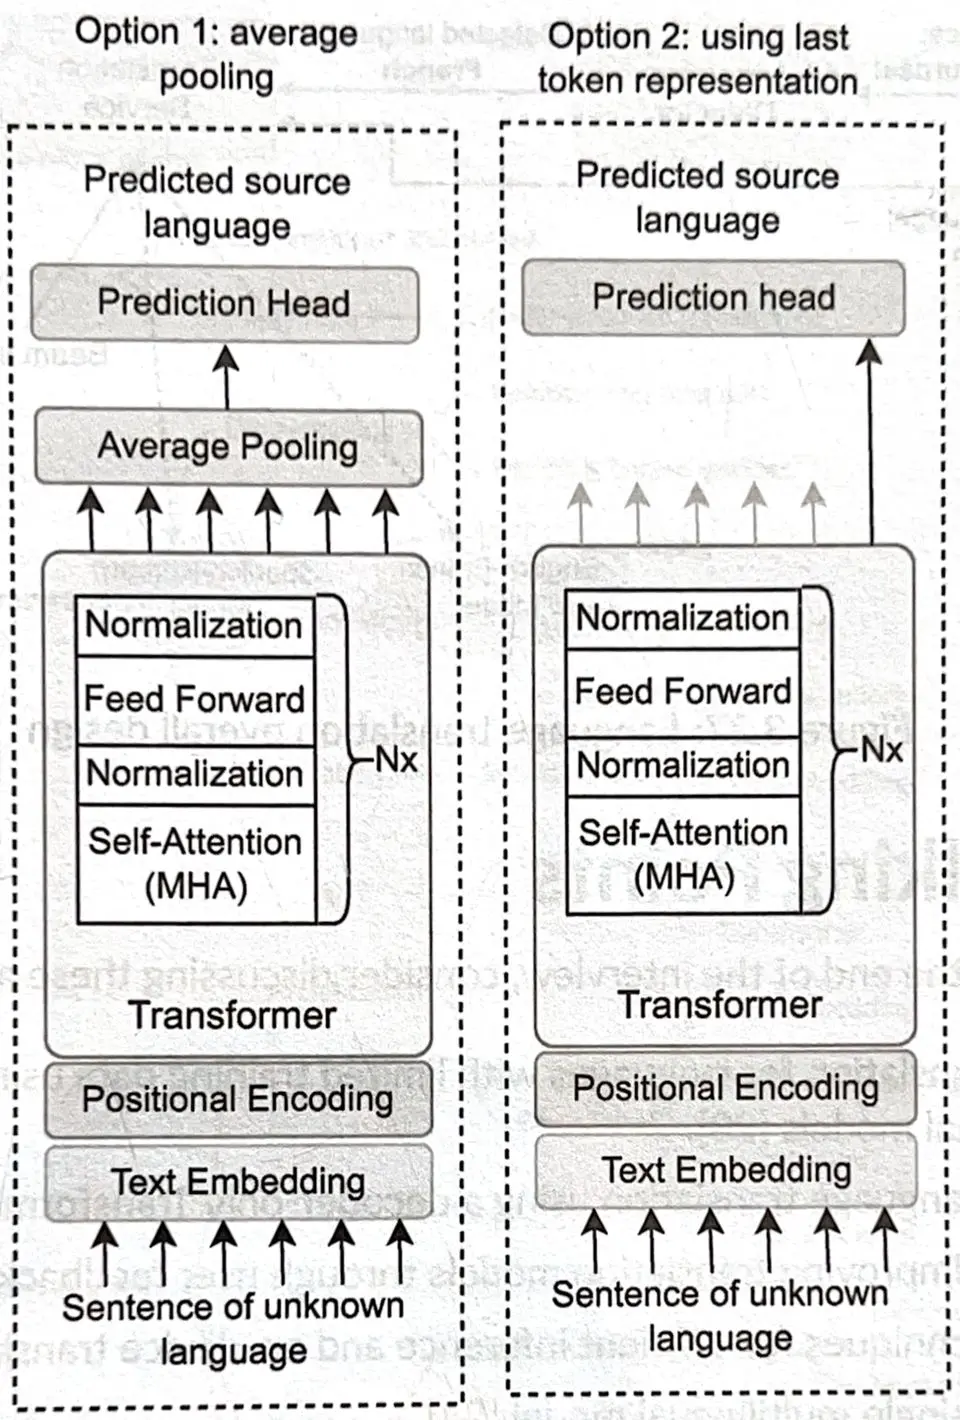 Option 1: average
pooling
Predicted source
language
Prediction Head
Average Pooling
Normalization
Feed Forward
Normalization
Self-Attention
(MHA)
Nx
Transformer
Positional Encoding
Text Embedding
Sentence of unknown
language
Option 2: using last
token representation
Predicted source
language
Prediction head
Normalization
Feed Forward
Normalization
Self-Attention
(MHA)
Nx
Transformer
Positional Encoding
Text Embedding
Sentence of unknown
language